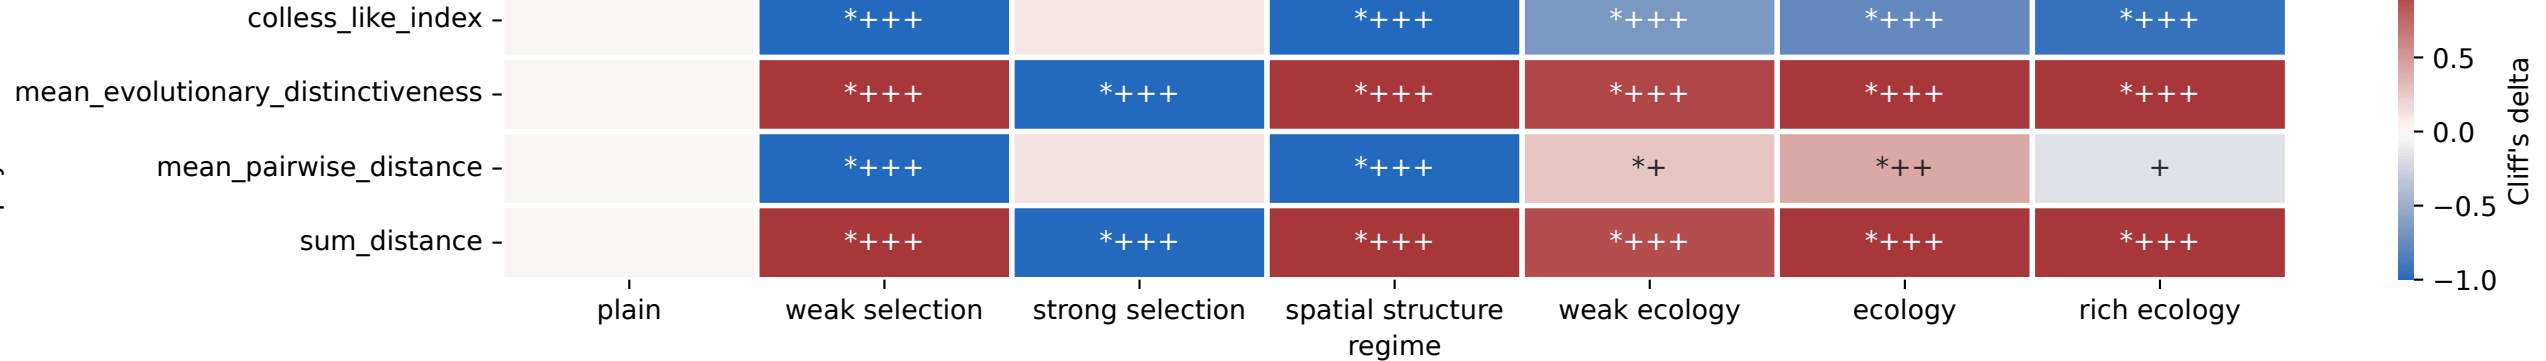 colless_like_index *+++ *+++ *+++ *+++ *+++
mean_evolutionary_distinctiveness *+++ *+++ *+++ *+++ *+++ *+++
mean_pairwise_distance *+++ *+++ *+ *++ +
sum_distance *+++ *+++ *+++ *+++ *+++ *+++
plain weak selection strong selection spatial structure weak ecology ecology rich ecology
regime
0.5
0.0
−0.5
−1.0
Cliff's delta